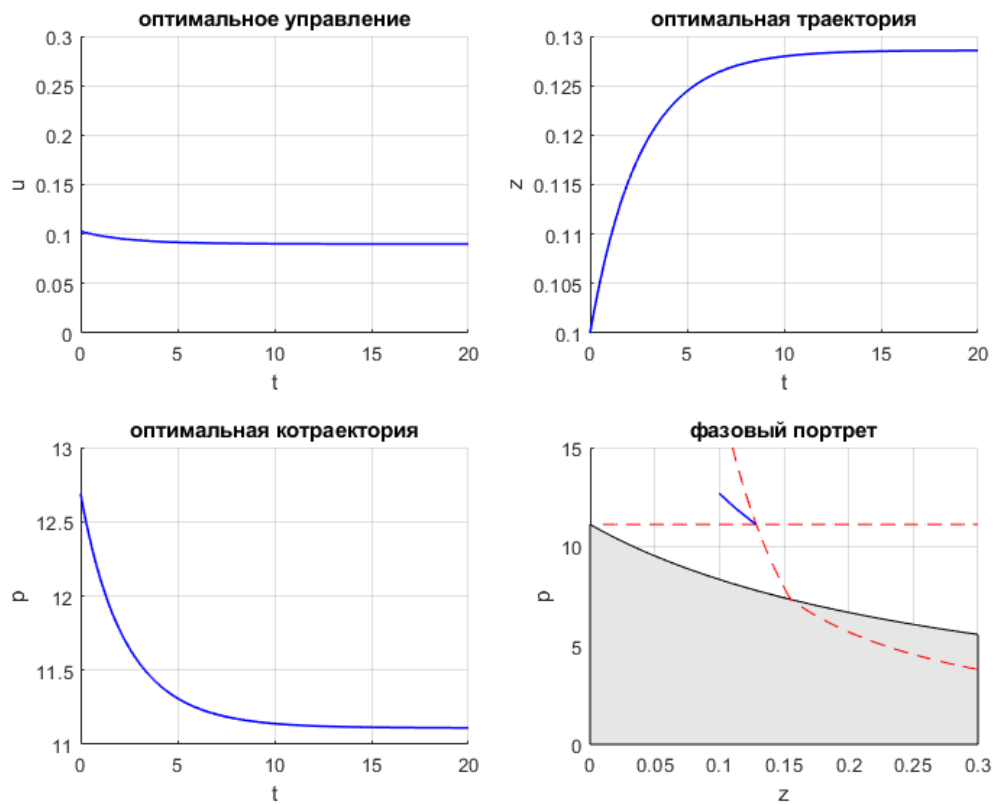 оптимальное управление
0.3
0.25
0.2
0.15
0.1
0.05
0
u
0 5 10 15 20
t
оптимальная траектория
0.13
0.125
0.12
0.115
0.11
0.105
0.1
z
0 5 10 15 20
t
оптимальная котраектория
13
12.5
12
11.5
11
p
0 5 10 15 20
t
фазовый портрет
15
10
5
0
p
0 0.05 0.1 0.15 0.2 0.25 0.3
z